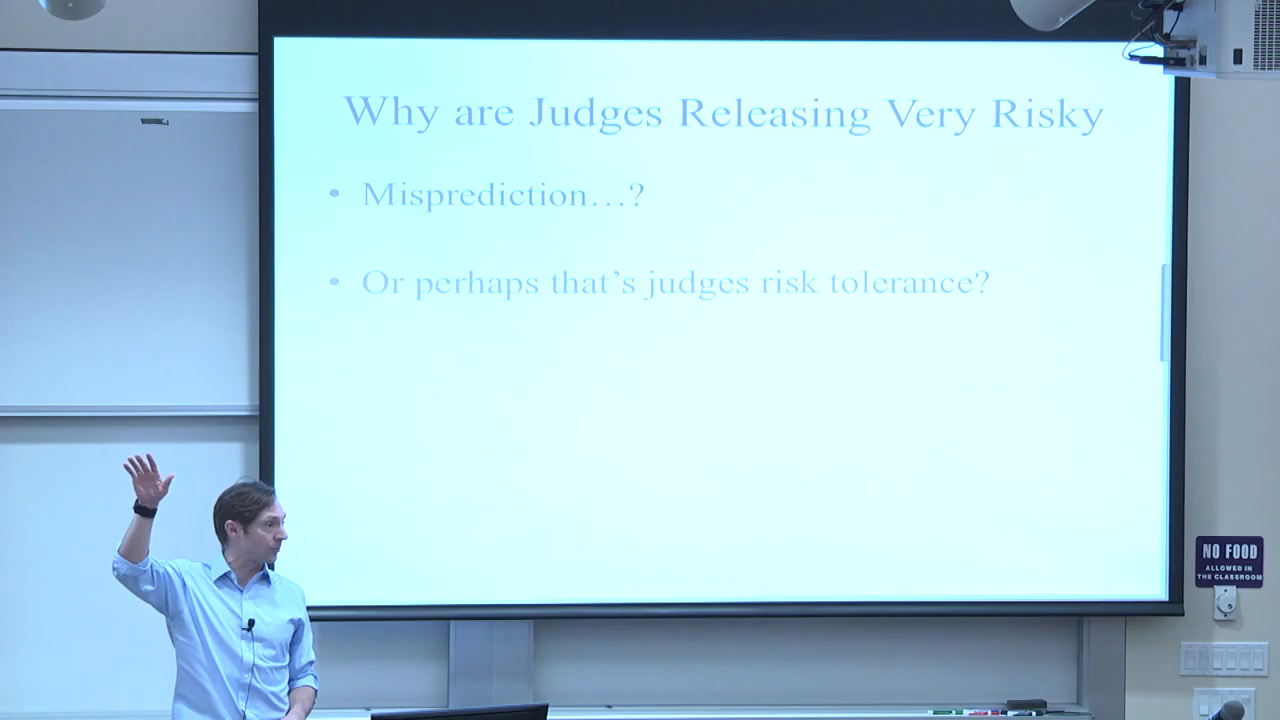 Why are Judges Releasing Very Risky
• Misprediction…?
• Or perhaps that's judges risk tolerance?
NO FOOD
ALLOWED IN
THE CLASSROOM